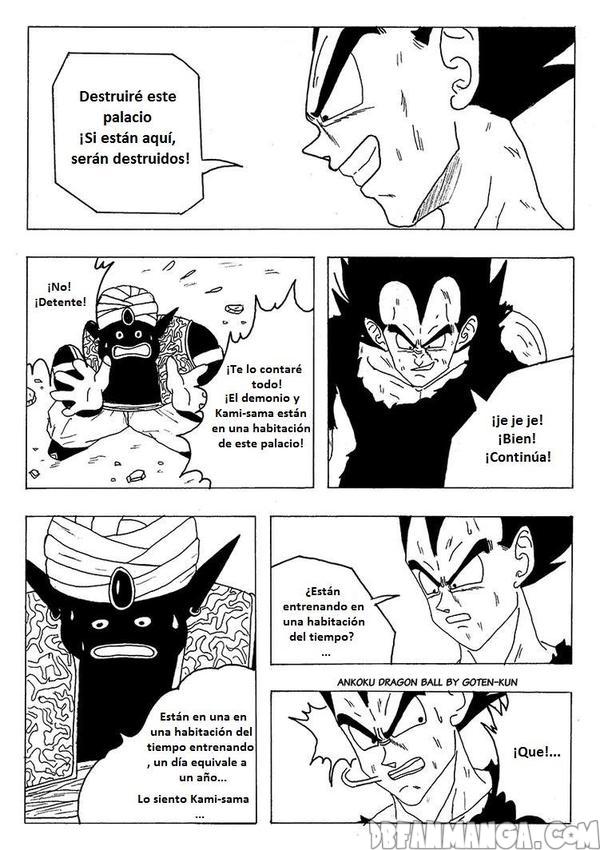 Destruiré este
palacio
¡Si están aquí,
serán destruidos!
¡No!
¡Detente!
¡Te lo contaré
todo!
¡El demonio y
Kami-sama están
en una habitación
de este palacio!
¡je je je!
¡Bien!
¡Continúa!
Están en una en
una habitación del
tiempo entrenando
, un día equivale a
un año...
Lo siento Kami-sama
...
¿Están
entrenando en
una habitación
del tiempo?
...
ANKOKU DRAGON BALL BY GOTEN-KUN
¡Que!...
DBFANMANGA.COM